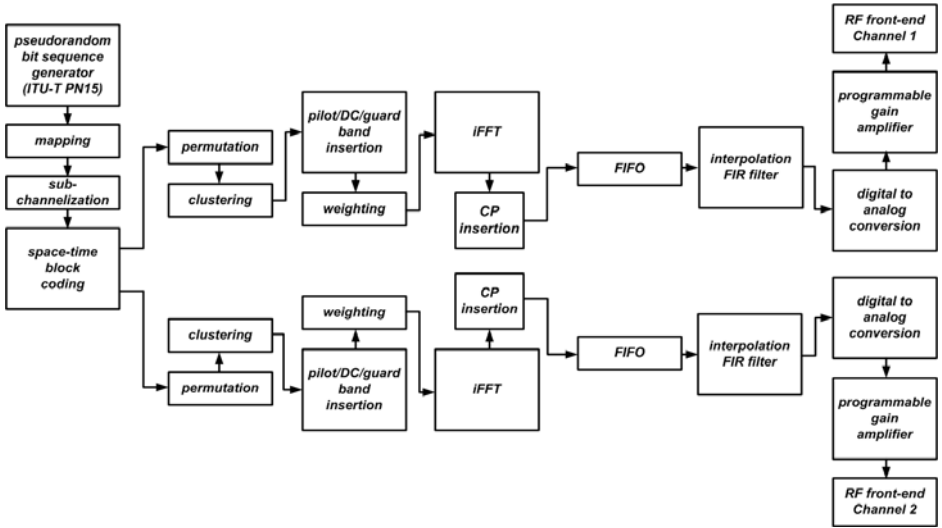 pseudorandom
bit sequence
generator
(ITU-T PN15)
mapping
sub-
channelization
space-time
block
coding
permutation
clustering
pilot/DC/guard
band
insertion
weighting
iFFT
CP
insertion
FIFO
interpolation
FIR filter
digital to
analog
conversion
programmable
gain
amplifier
RF front-end
Channel 1
permutation
clustering
pilot/DC/guard
band
insertion
weighting
iFFT
CP
insertion
FIFO
interpolation
FIR filter
digital to
analog
conversion
programmable
gain
amplifier
RF front-end
Channel 2